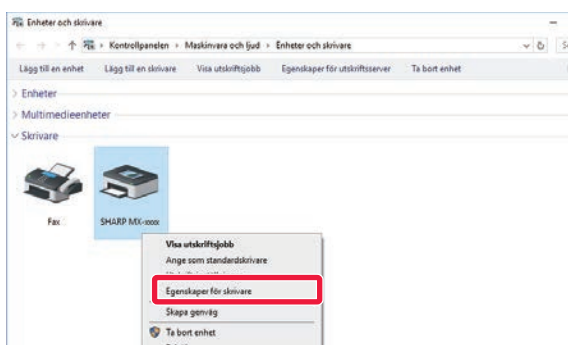 Enheter och skrivare
Kontrollpanelen › Maskinvara och ljud › Enheter och skrivare
Lägg till en enhet Lägg till en skrivare Visa utskriftsjobb Egenskaper för utskriftsserver Ta bort enhet
Enheter
Multimedieenheter
Skrivare
Fax SHARP MX-xxxx
Visa utskriftsjobb
Ange som standardskrivare
Egenskaper för skrivare
Skapa genväg
Ta bort enhet